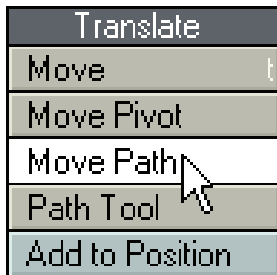 Translate
Move t
Move Pivot
Move Path
Path Tool
Add to Position